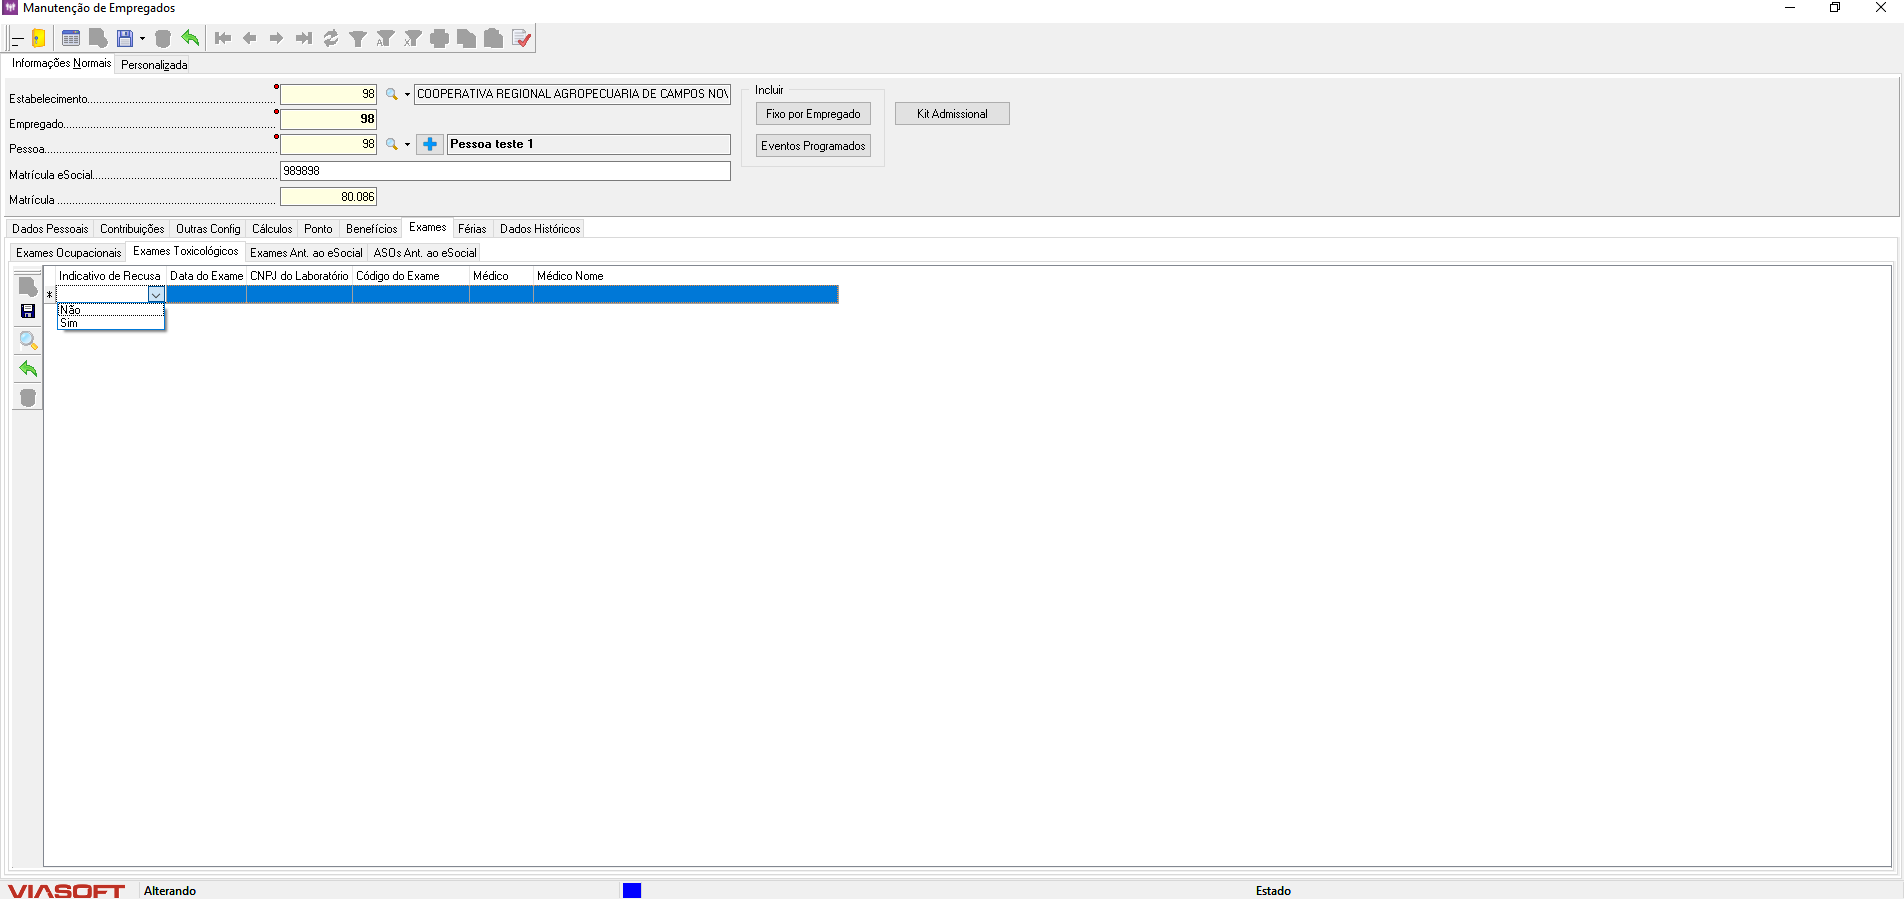 Manutenção de Empregados
Informações Normais Personalizada
Estabelecimento 98 COOPERATIVA REGIONAL AGROPECUARIA DE CAMPOS NOV
Empregado 98
Pessoa 98 Pessoa teste 1
Matrícula eSocial 989898
Matrícula 80.086
Incluir
Fixo por Empregado Kit Admissional
Eventos Programados
Dados Pessoais Contribuições Outras Config Cálculos Ponto Benefícios Exames Férias Dados Históricos
Exames Ocupacionais Exames Toxicológicos Exames Ant. ao eSocial ASOs Ant. ao eSocial
Indicativo de Recusa Data do Exame CNPJ do Laboratório Código do Exame Médico Médico Nome
*
Não
Sim
VIASOFT Alterando Estado